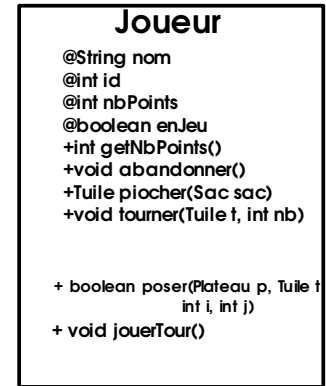 Joueur
@String nom
@int id
@int nbPoints
@boolean enJeu
+int getNbPoints()
+void abandonner()
+Tuile piocher(Sac sac)
+void tourner(Tuile t, int nb)
+ boolean poser(Plateau p, Tuile t
int i, int j)
+ void jouerTour()